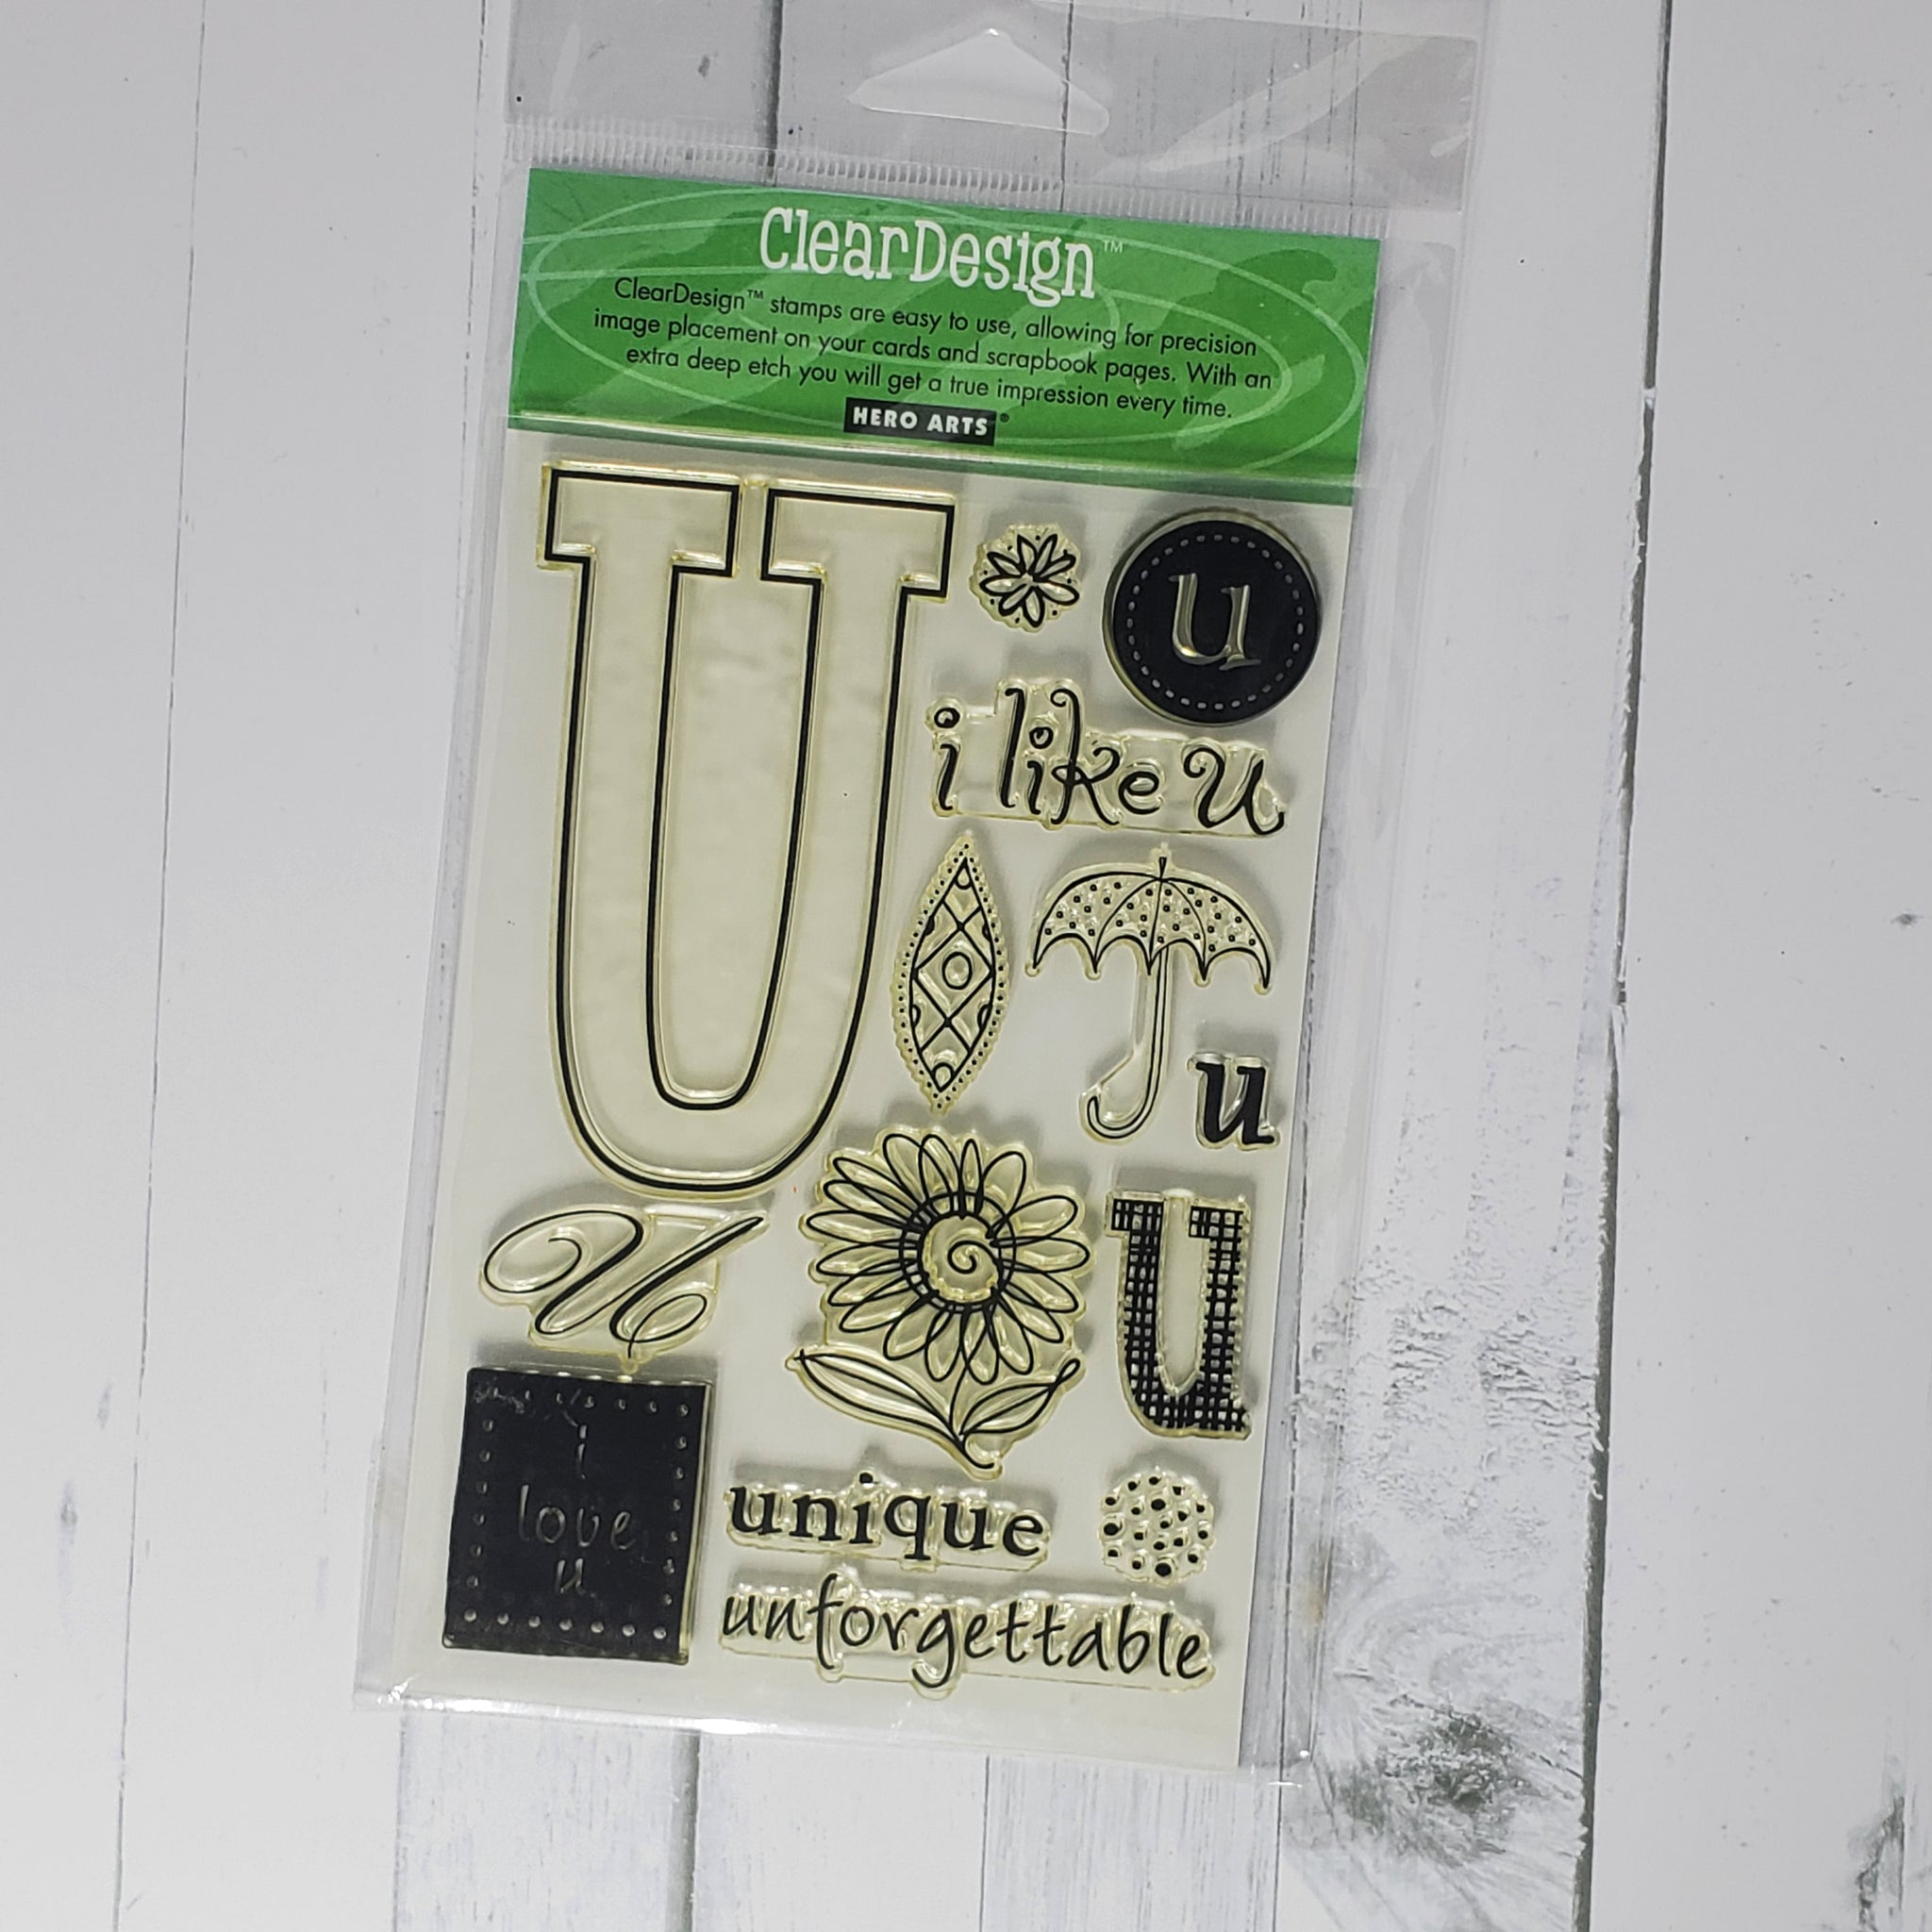 ClearDesign™
ClearDesign™ stamps are easy to use, allowing for precision
image placement on your cards and scrapbook pages. With an
extra deep etch you will get a true impression every time.
HERO ARTS®
U
u
i like u
u
U
U
i
love
u
unique
unforgettable